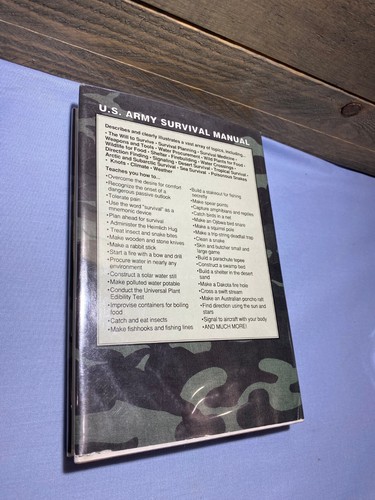 U.S. ARMY SURVIVAL MANUAL
Describes and clearly illustrates a vast array of topics, including...
• The Will to Survive • Survival Planning • Survival Medicine •
Weapons and Tools • Water Procurement • Wild Plants for Food •
Wildlife for Food • Shelter • Firebuilding • Water Crossings •
Direction Finding • Signaling • Desert Survival • Tropical Survival •
Arctic and Subarctic Survival • Sea Survival • Poisonous Snakes
• Knots • Climate • Weather
Teaches you how to...
•Overcome the desire for comfort
•Recognize the onset of a
dangerous passive outlook
•Tolerate pain
•Use the word "survival" as a
mnemonic device
•Plan ahead for survival
•Administer the Heimlich Hug
•Treat insect and snake bites
•Make wooden and stone knives
•Make a rabbit stick
•Start a fire with a bow and drill
•Procure water in nearly any
environment
•Construct a solar water still
•Make polluted water potable
•Conduct the Universal Plant
Edibility Test
•Improvise containers for boiling
food
•Catch and eat insects
•Make fishhooks and fishing lines
•Build a stakeout for fishing
secretly
•Make spear points
•Capture amphibians and reptiles
•Catch birds in a net
•Make an Ojibwa bird snare
•Make a squirrel pole
•Make a trip-string deadfall trap
•Clean a snake
•Skin and butcher small and
large game
•Build a parachute tepee
•Construct a swamp bed
•Build a shelter in the desert
sand
•Make a Dakota fire hole
•Cross a swift stream
•Make an Australian poncho raft
•Find direction using the sun and
stars
•Signal to aircraft with your body
•AND MUCH MORE!